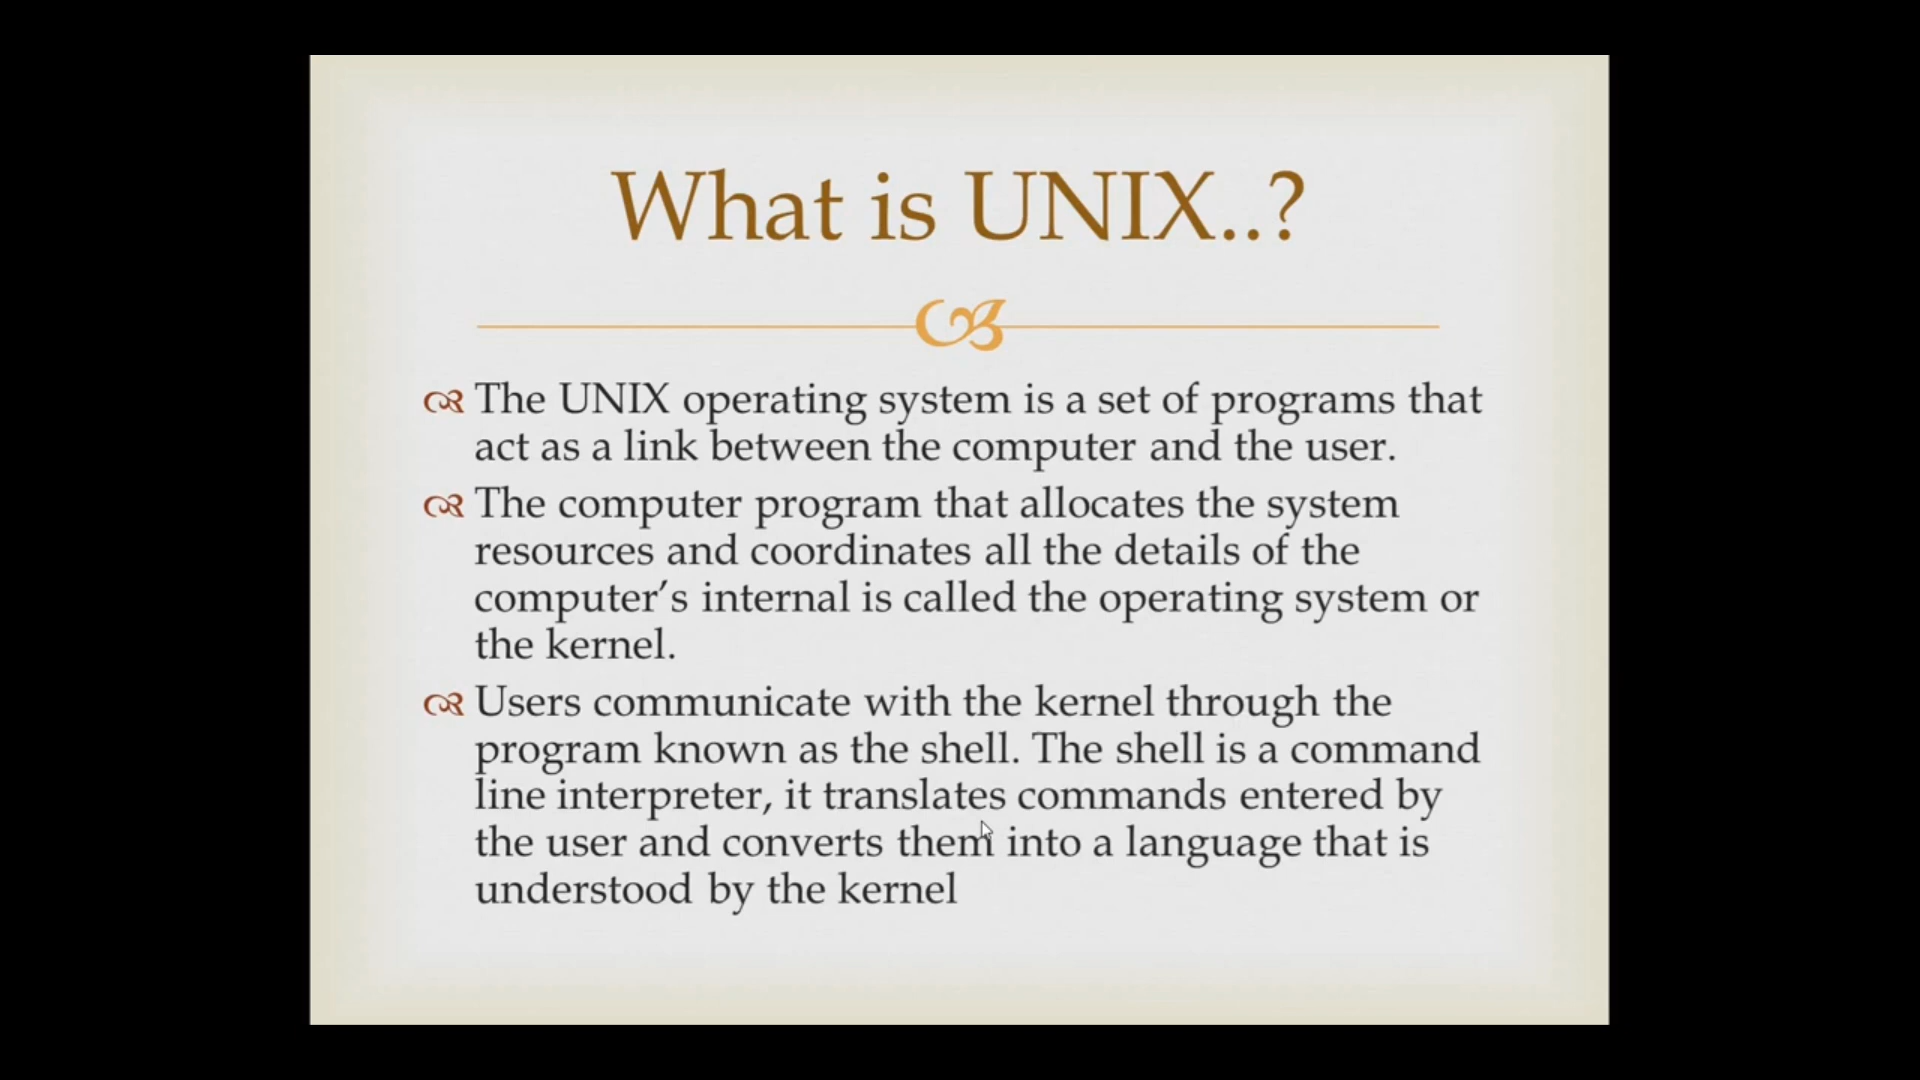 What is UNIX..?
The UNIX operating system is a set of programs that
act as a link between the computer and the user.
The computer program that allocates the system
resources and coordinates all the details of the
computer’s internal is called the operating system or
the kernel.
Users communicate with the kernel through the
program known as the shell. The shell is a command
line interpreter, it translates commands entered by
the user and converts them into a language that is
understood by the kernel